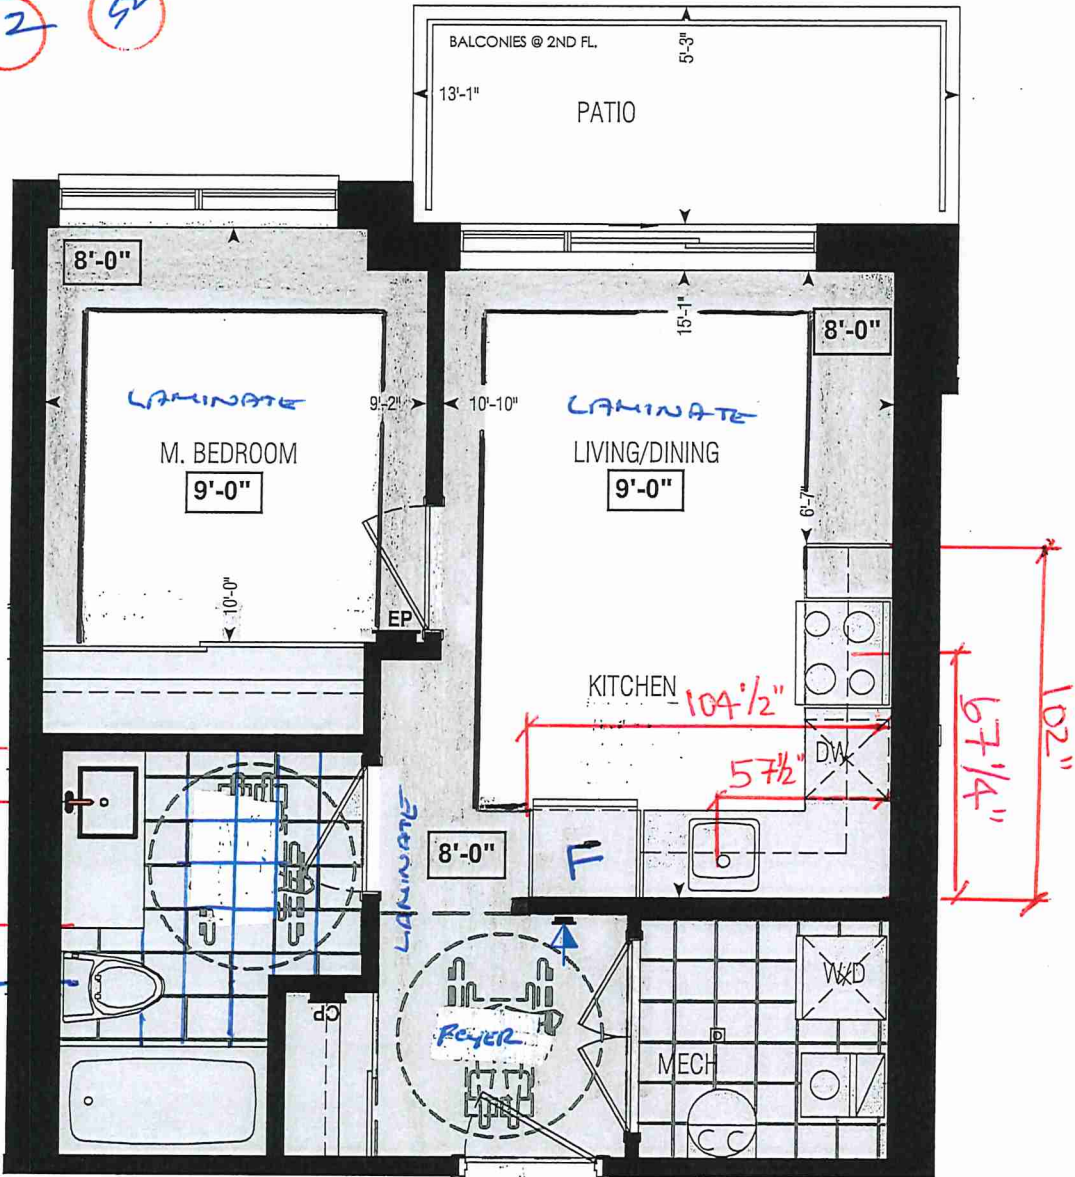 2
BALCONIES @ 2ND FL.
5'-3"
13'-1"
PATIO
8'-0"
15'-1"
8'-0"
LAMINATE
9'-2"
10'-10"
LAMINATE
M. BEDROOM
LIVING/DINING
9'-0"
9'-0"
6'-7"
10'-0"
EP
KITCHEN
104 1/2"
102"
67 1/4"
DW
57 1/2"
LAMINATE
8'-0"
F
W/D
CP
FOYER
MECH
C C